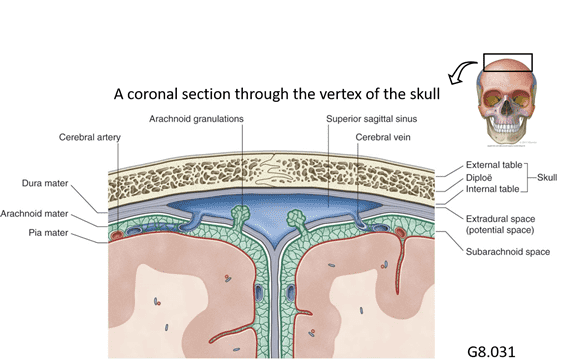 A coronal section through the vertex of the skull
Arachnoid granulations
Superior sagittal sinus
Cerebral artery
Cerebral vein
External table
Diploë
Skull
Internal table
Dura mater
Arachnoid mater
Extradural space
(potential space)
Pia mater
Subarachnoid space
G8.031